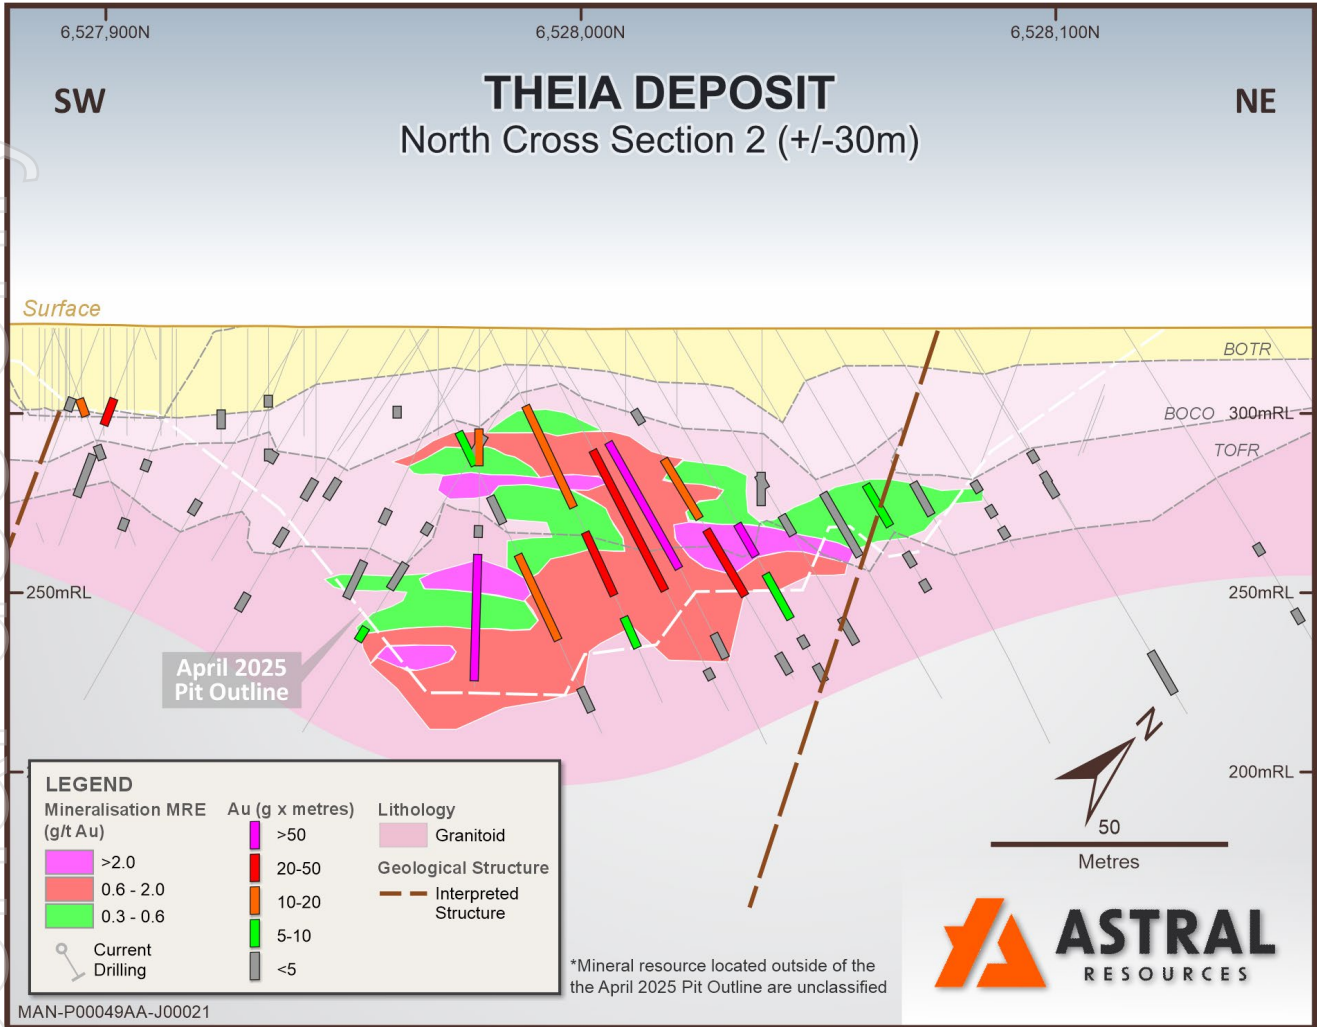 6,527,900N
6,528,000N
6,528,100N
SW
THEIA DEPOSIT
NE
North Cross Section 2 (+/-30m)
Surface
BOTR
BOCO
300mRL
TOFR
250mRL
250mRL
April 2025
Pit Outline
200mRL
N
50
Metres
LEGEND
Mineralisation MRE
(g/t Au)
>2.0
0.6 - 2.0
0.3 - 0.6
Current
Drilling
Au (g x metres)
>50
20-50
10-20
5-10
<5
Lithology
Granitoid
Geological Structure
Interpreted
Structure
*Mineral resource located outside of the
the April 2025 Pit Outline are unclassified
ASTRAL
RESOURCES
MAN-P00049AA-J00021